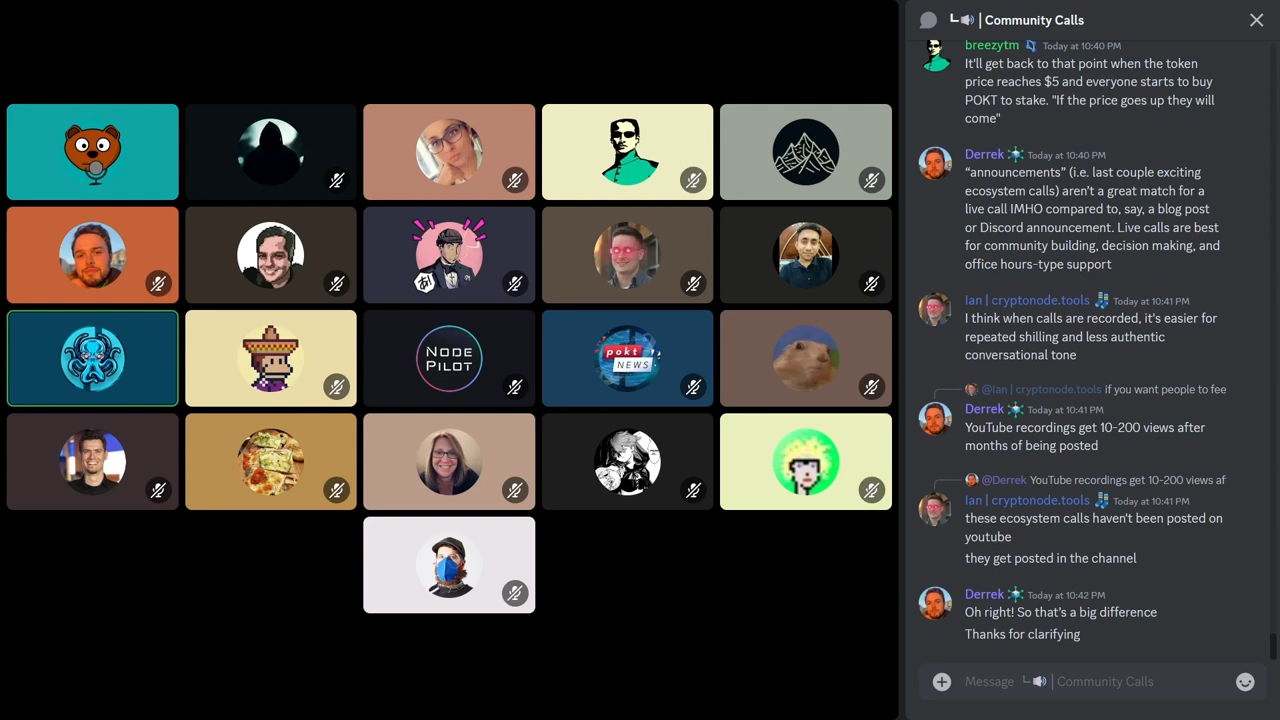 ┗🔊 | Community Calls
breezytm Today at 10:40 PM
It'll get back to that point when the token
price reaches $5 and everyone starts to buy
POKT to stake. "If the price goes up they will
come"
Derrek Today at 10:40 PM
“announcements” (i.e. last couple exciting
ecosystem calls) aren't a great match for a
live call IMHO compared to, say, a blog post
or Discord announcement. Live calls are best
for community building, decision making, and
office hours-type support
Ian | cryptonode.tools Today at 10:41 PM
I think when calls are recorded, it's easier for
repeated shilling and less authentic
conversational tone
@Ian | cryptonode.tools if you want people to fee
Derrek Today at 10:41 PM
YouTube recordings get 10-200 views after
months of being posted
@Derrek YouTube recordings get 10-200 views af
Ian | cryptonode.tools Today at 10:41 PM
these ecosystem calls haven't been posted on
youtube
they get posted in the channel
Derrek Today at 10:42 PM
Oh right! So that's a big difference
Thanks for clarifying
Message ┗🔊 | Community Calls
NODE
PILOT
pokt
NEWS